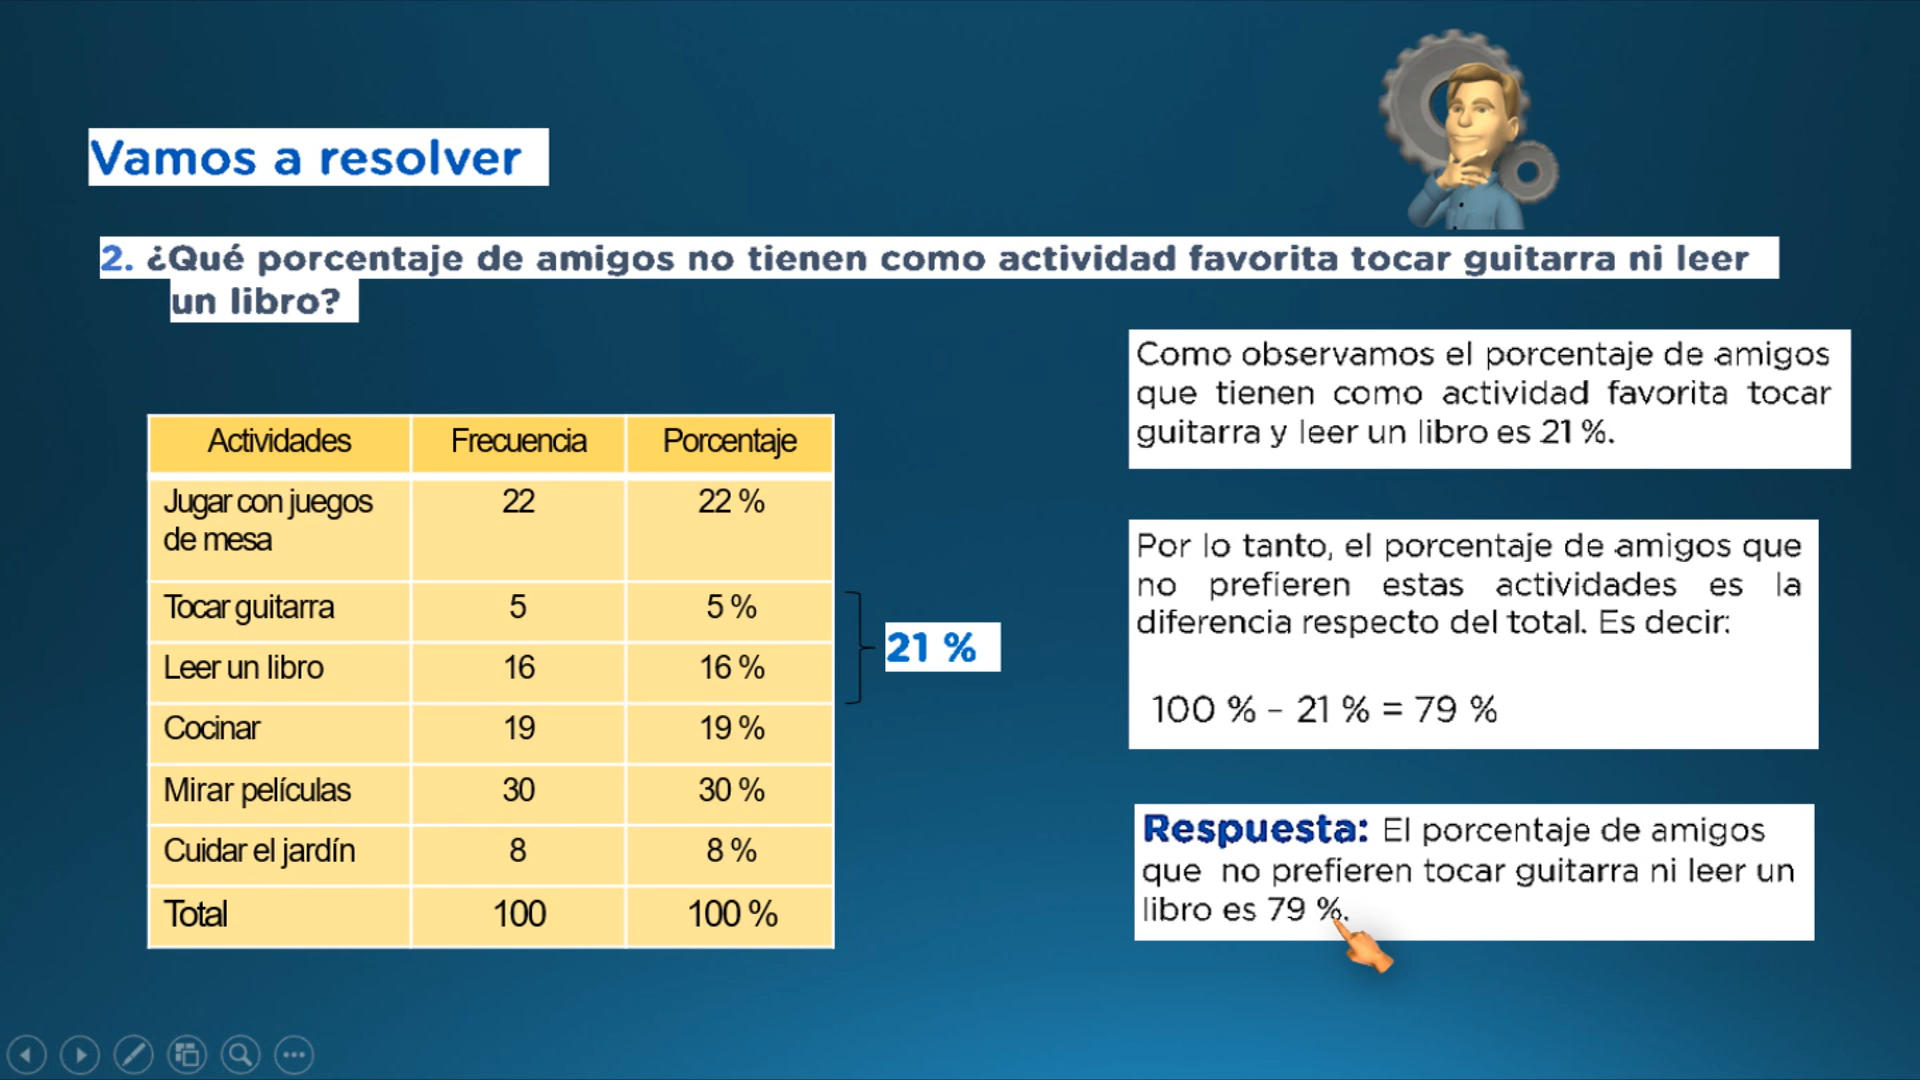 Vamos a resolver
2. ¿Qué porcentaje de amigos no tienen como actividad favorita tocar guitarra ni leer
un libro?
Actividades Frecuencia Porcentaje
Jugar con juegos
de mesa 22 22 %
Tocar guitarra 5 5 %
Leer un libro 16 16 %
Cocinar 19 19 %
Mirar películas 30 30 %
Cuidar el jardín 8 8 %
Total 100 100 %
21 %
Como observamos el porcentaje de amigos
que tienen como actividad favorita tocar
guitarra y leer un libro es 21 %.
Por lo tanto, el porcentaje de amigos que
no prefieren estas actividades es la
diferencia respecto del total. Es decir:
100 % - 21 % = 79 %
Respuesta: El porcentaje de amigos
que no prefieren tocar guitarra ni leer un
libro es 79 %.